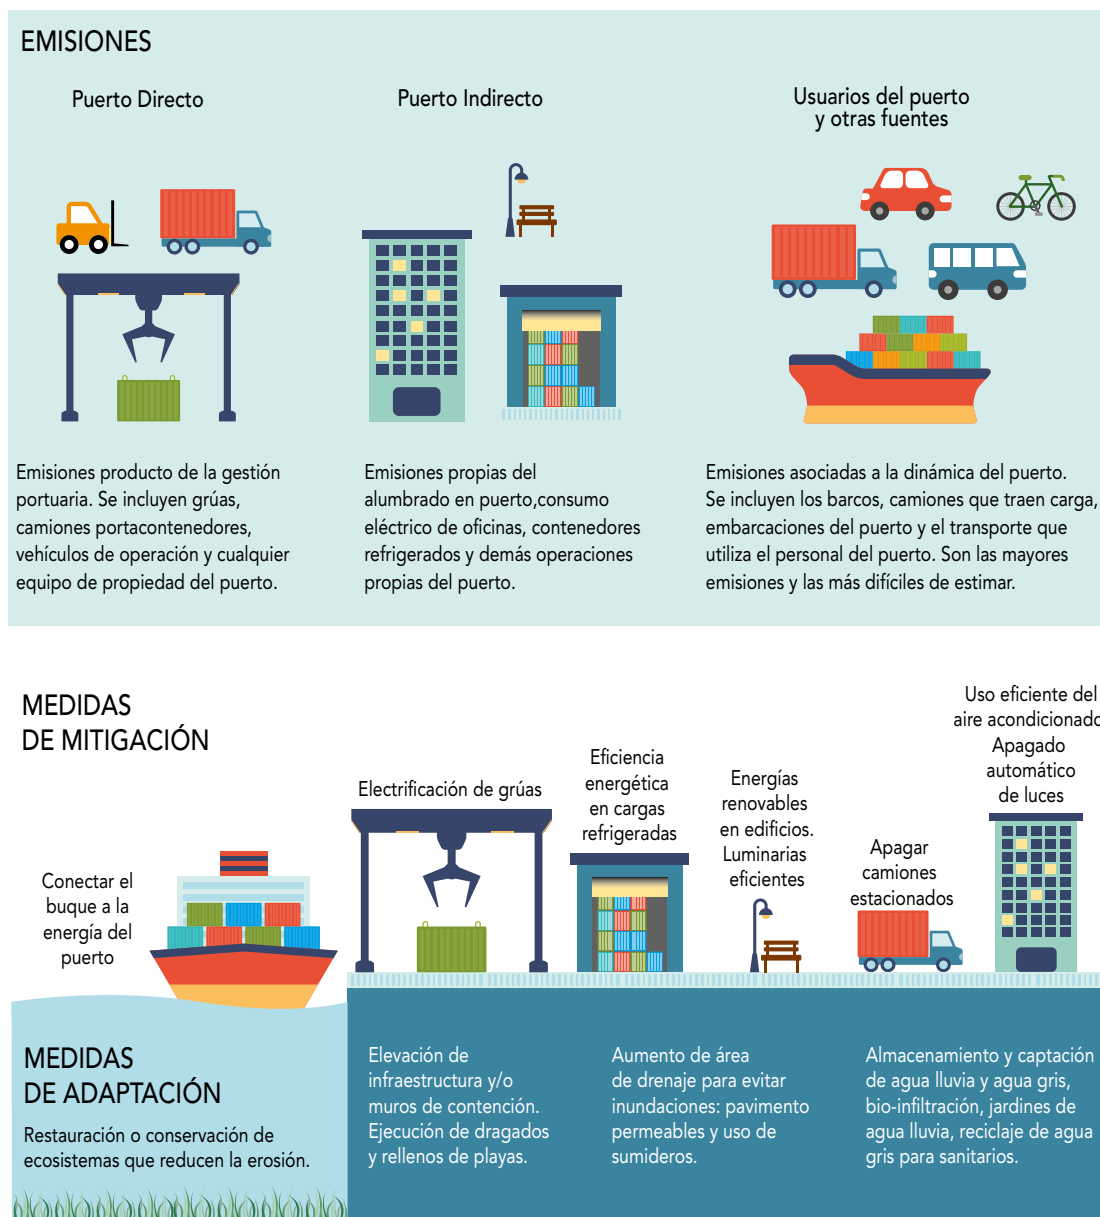 EMISIONES
Puerto Directo
Puerto Indirecto
Usuarios del puerto
y otras fuentes
Emisiones producto de la gestión
portuaria. Se incluyen grúas,
camiones portacontenedores,
vehículos de operación y cualquier
equipo de propiedad del puerto.
Emisiones propias del
alumbrado en puerto,consumo
eléctrico de oficinas, contenedores
refrigerados y demás operaciones
propias del puerto.
Emisiones asociadas a la dinámica del puerto.
Se incluyen los barcos, camiones que traen carga,
embarcaciones del puerto y el transporte que
utiliza el personal del puerto. Son las mayores
emisiones y las más difíciles de estimar.
MEDIDAS
DE MITIGACIÓN
Conectar el
buque a la
energía del
puerto
Electrificación de grúas
Eficiencia
energética
en cargas
refrigeradas
Energías
renovables
en edificios.
Luminarias
eficientes
Apagar
camiones
estacionados
Uso eficiente del
aire acondicionado
Apagado
automático
de luces
MEDIDAS
DE ADAPTACIÓN
Restauración o conservación de
ecosistemas que reducen la erosión.
Elevación de
infraestructura y/o
muros de contención.
Ejecución de dragados
y rellenos de playas.
Aumento de área
de drenaje para evitar
inundaciones: pavimento
permeables y uso de
sumideros.
Almacenamiento y captación
de agua lluvia y agua gris,
bio-infiltración, jardines de
agua lluvia, reciclaje de agua
gris para sanitarios.